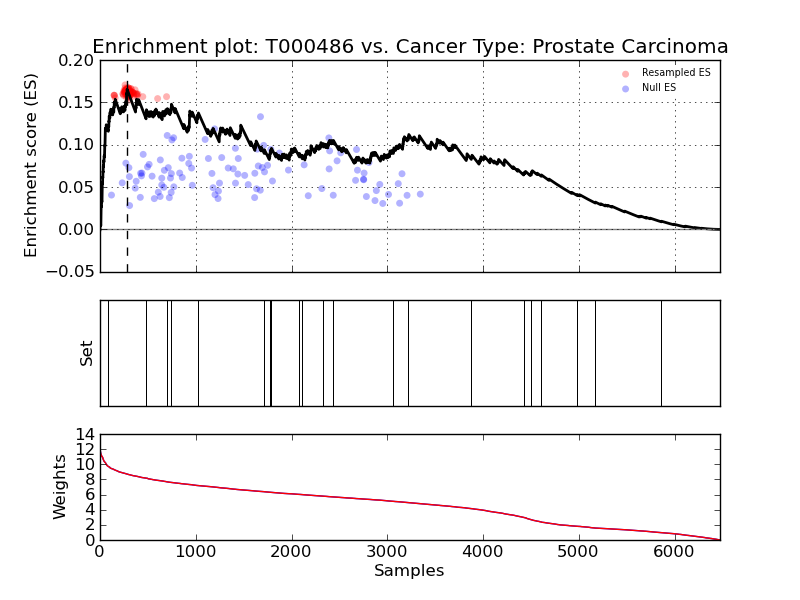 Enrichment plot: T000486 vs. Cancer Type: Prostate Carcinoma
Enrichment score (ES)
0.20
0.15
0.10
0.05
0.00
−0.05
Resampled ES
Null ES
Set
Weights
14
12
10
8
6
4
2
0
0 1000 2000 3000 4000 5000 6000
Samples